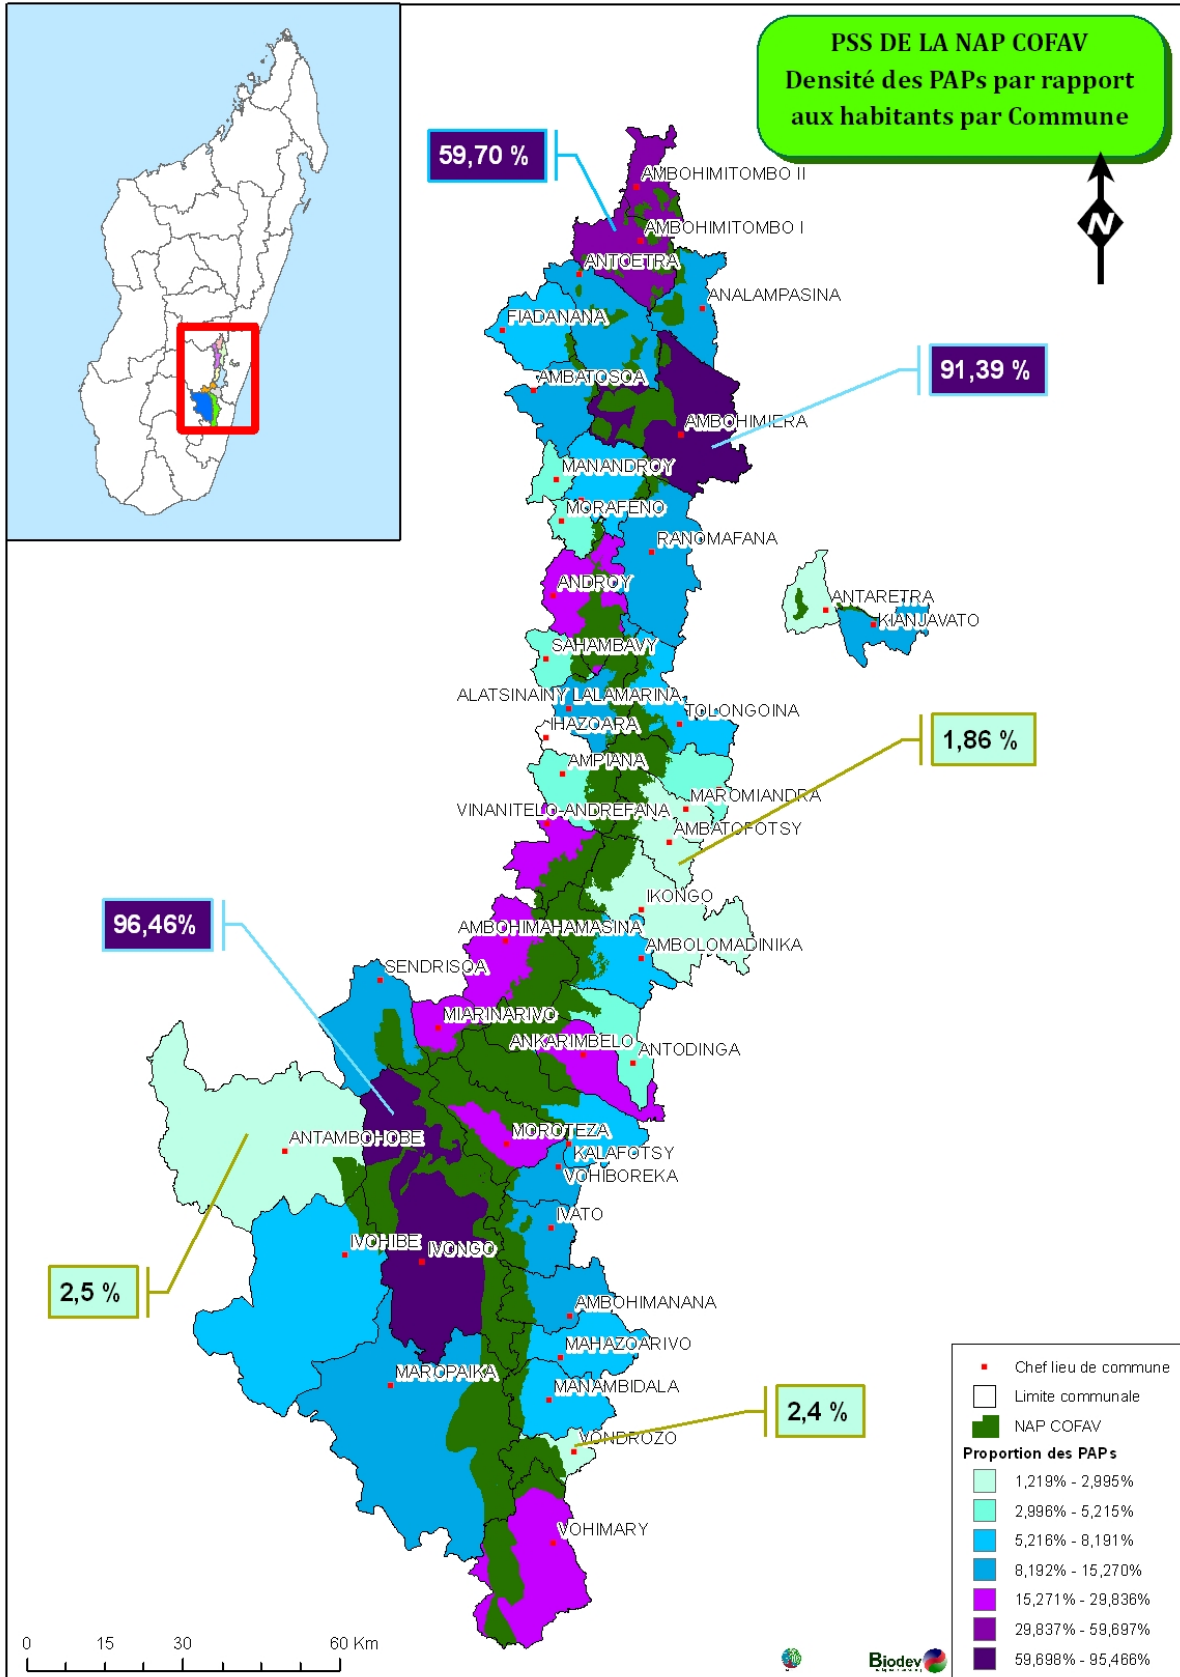 PSS DE LA NAP COFAV
Densité des PAPs par rapport
aux habitants par Commune
N
59,70 %
AMBOHIMITOMBO II
AMBOHIMITOMBO I
ANTOETRA
ANALAMPASINA
FIADANANA
91,39 %
AMBATOSOA
AMBOHIMIERA
MANANDROY
MORAFENO
RANOMAFANA
ANDROY
ANTARETRA
KIANJAVATO
SAHAMBAVY
ALATSINAINY LALAMARINA
TOLONGOINA
IHAZOARA
1,86 %
AMPIANA
MAROMIANDRA
VINANITELO-ANDREFANA
AMBATOFOTSY
IKONGO
96,46%
AMBOHIMAHAMASINA
AMBOLOMADINIKA
SENDRISOA
MIARINARIVO
ANKARIMBELO
ANTODINGA
ANTAMBOHOBE
MOROTEZA
KALAFOTSY
VOHIBOREKA
IVATO
IVOHIBE
IVONGO
2,5 %
AMBOHIMANANA
MAHAZOARIVO
MAROPAIKA
MANAMBIDALA
2,4 %
VONDROZO
VOHIMARY
Chef lieu de commune
Limite communale
NAP COFAV
Proportion des PAPs
1,219% - 2,995%
2,996% - 5,215%
5,216% - 8,191%
8,192% - 15,270%
15,271% - 29,836%
29,837% - 59,697%
59,698% - 95,466%
0 15 30 60 Km
Biodev